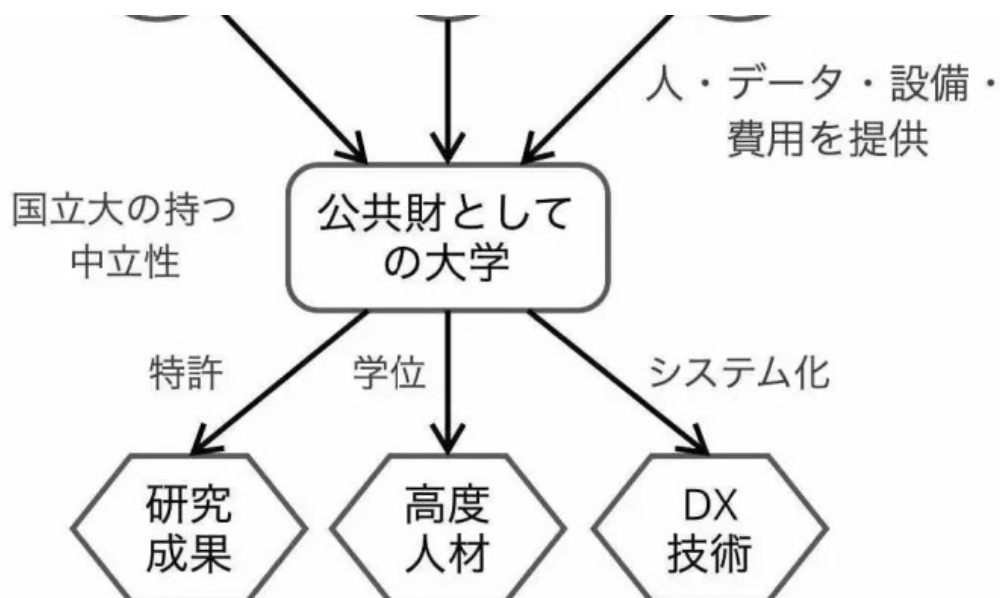 人・データ・設備・
費用を提供
国立大の持つ
中立性
公共財として
の大学
特許
学位
システム化
研究
成果
高度
人材
DX
技術